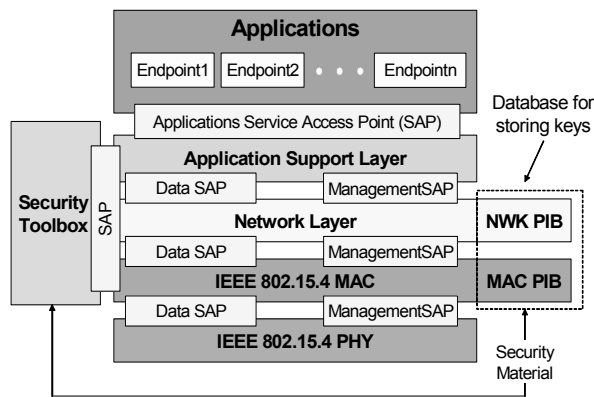 Applications
Endpoint1 Endpoint2 • • • Endpointn
Applications Service Access Point (SAP)
Database for
storing keys
Application Support Layer
Security
Toolbox
SAP
Data SAP ManagementSAP
Network Layer NWK PIB
Data SAP ManagementSAP
IEEE 802.15.4 MAC MAC PIB
Data SAP ManagementSAP
IEEE 802.15.4 PHY
Security
Material